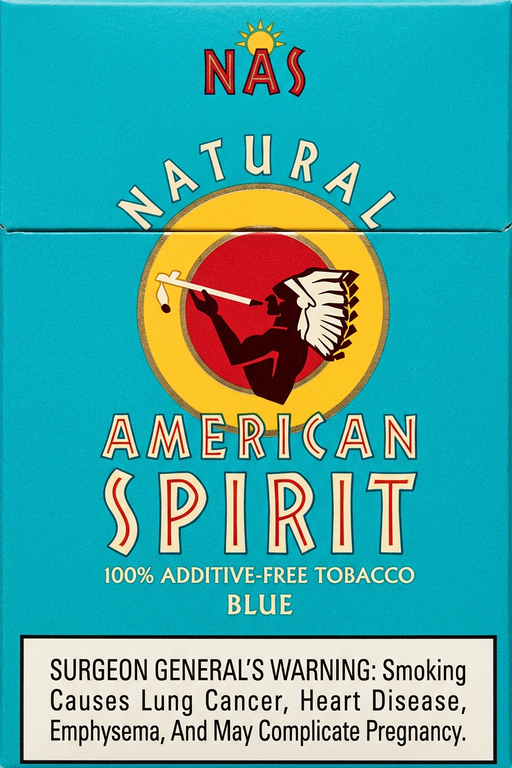 NAS
NATURAL
AMERICAN
SPIRIT
100% ADDITIVE-FREE TOBACCO
BLUE
SURGEON GENERAL'S WARNING: Smoking
Causes Lung Cancer, Heart Disease,
Emphysema, And May Complicate Pregnancy.